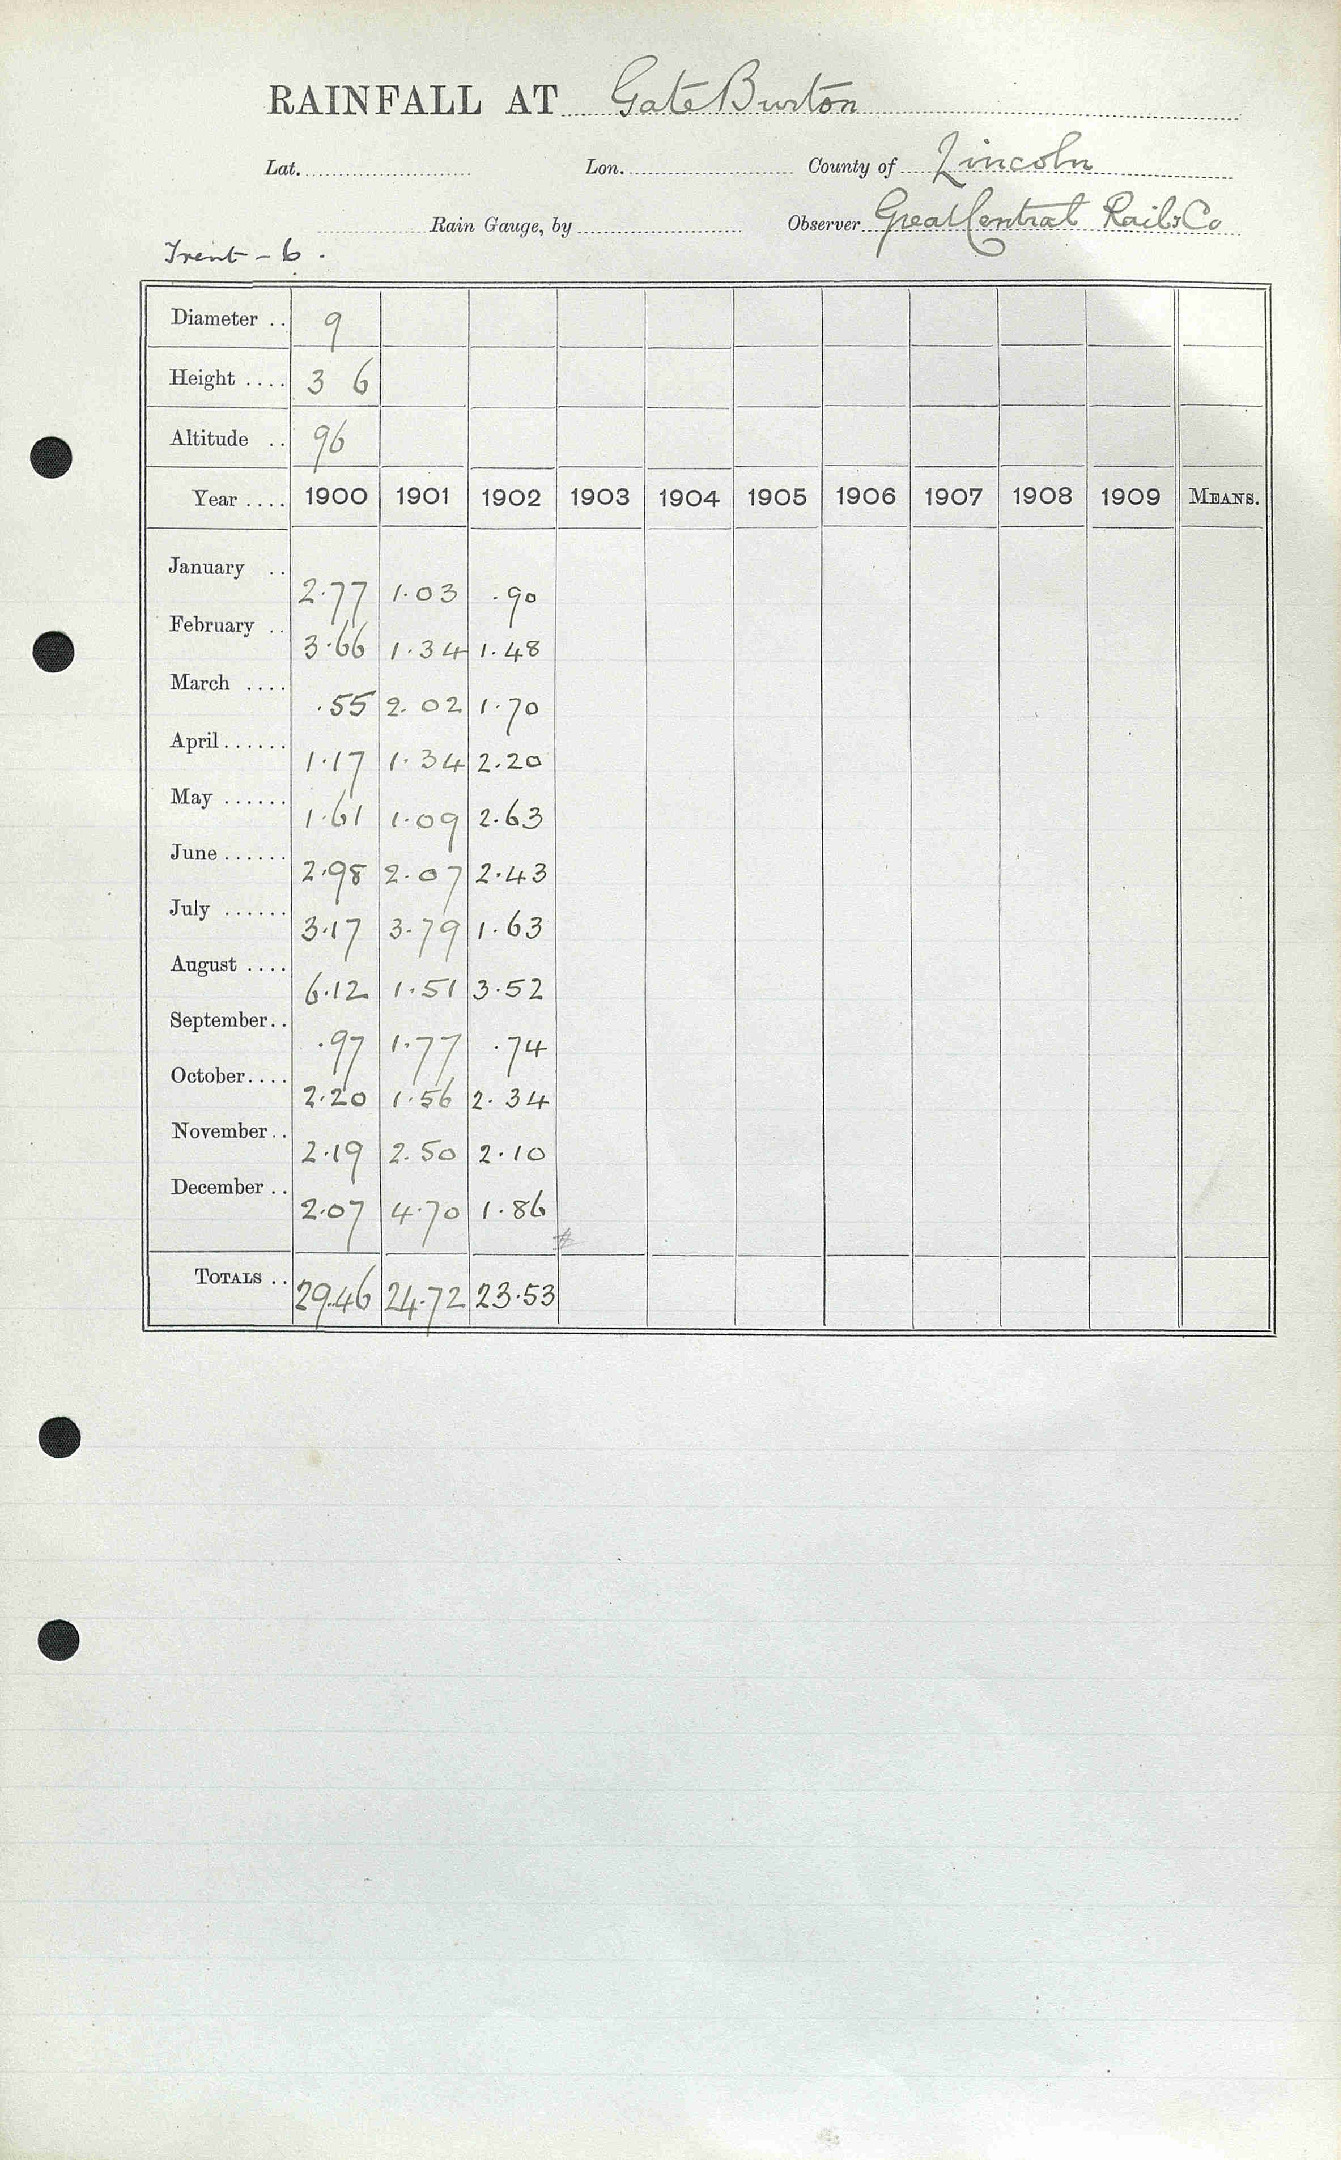 RAINFALL AT Gate Burton
Lat. Lon. County of Lincoln
Rain Gauge, by Observer Great Central Rail. Co
Trent - 6.
Diameter .. 9
Height .... 3 6
Altitude .. 96
Year .... 1900 1901 1902 1903 1904 1905 1906 1907 1908 1909 MEANS.
January .. 2.77 1.03 .90
February .. 3.66 1.34 1.48
March .... .55 2.02 1.70
April ...... 1.17 1.34 2.20
May ...... 1.61 1.09 2.63
June ...... 2.98 2.07 2.43
July ...... 3.17 3.79 1.63
August .... 6.12 1.51 3.52
September.. .97 1.77 .74
October.... 2.20 1.56 2.34
November.. 2.19 2.50 2.10
December .. 2.07 4.70 1.86
TOTALS .. 29.46 24.72 23.53